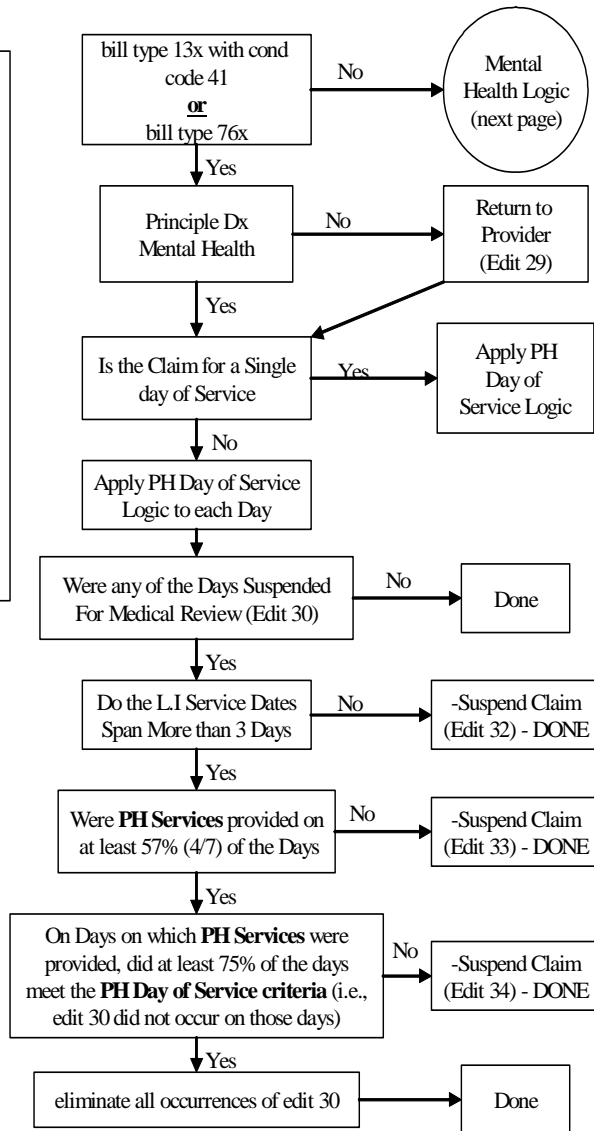 bill type 13x with cond
code 41
or
bill type 76x
No
Mental
Health Logic
(next page)
Yes
Principle Dx
Mental Health
No
Return to
Provider
(Edit 29)
Yes
Is the Claim for a Single
day of Service
Yes
Apply PH
Day of
Service Logic
No
Apply PH Day of Service
Logic to each Day
Were any of the Days Suspended
For Medical Review (Edit 30)
No
Done
Yes
Do the L.I Service Dates
Span More than 3 Days
No
-Suspend Claim
(Edit 32) - DONE
Yes
Were PH Services provided on
at least 57% (4/7) of the Days
No
-Suspend Claim
(Edit 33) - DONE
Yes
On Days on which PH Services were
provided, did at least 75% of the days
meet the PH Day of Service criteria (i.e.,
edit 30 did not occur on those days)
No
-Suspend Claim
(Edit 34) - DONE
Yes
eliminate all occurrences of edit 30
Done